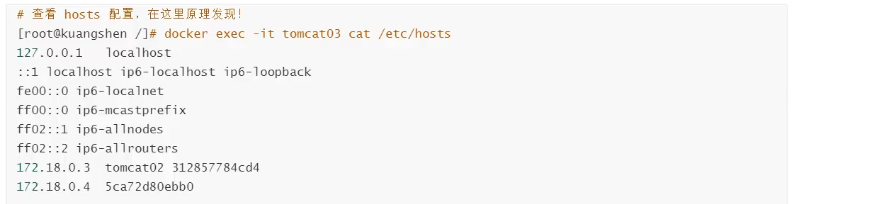 # 查看 hosts 配置，在这里原理发现！
[root@kuangshen /]# docker exec -it tomcat03 cat /etc/hosts
127.0.0.1 localhost
::1 localhost ip6-localhost ip6-loopback
fe00::0 ip6-localnet
ff00::0 ip6-mcastprefix
ff02::1 ip6-allnodes
ff02::2 ip6-allrouters
172.18.0.3 tomcat02 312857784cd4
172.18.0.4 5ca72d80ebb0